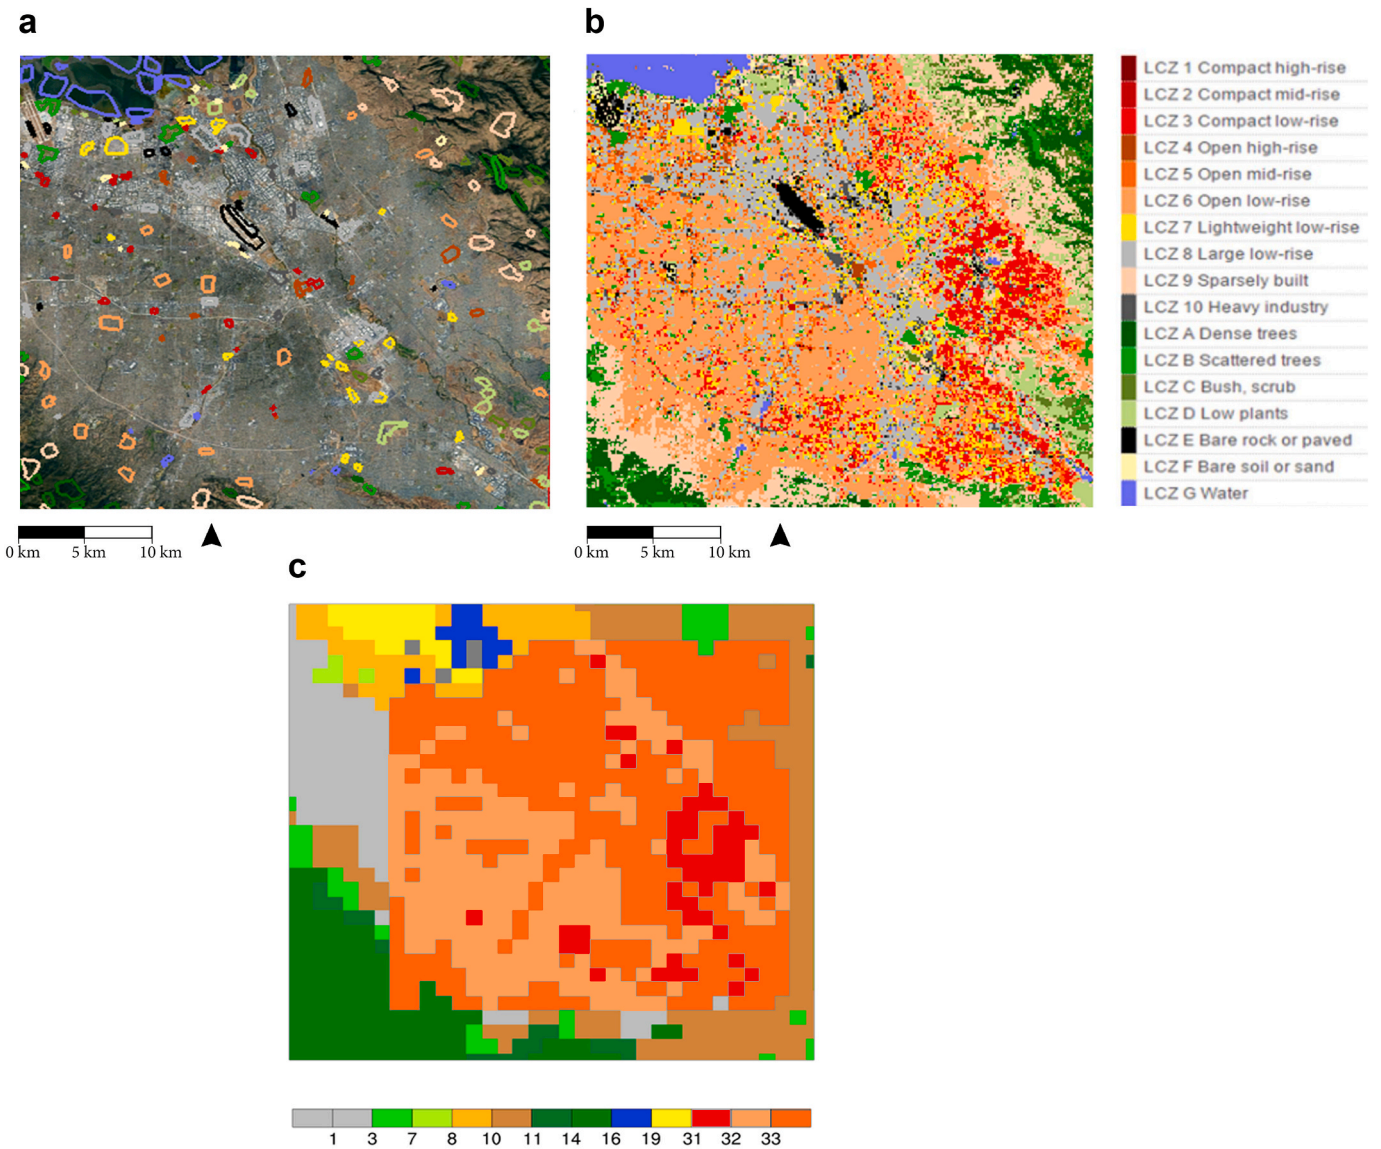 a
b
LCZ 1 Compact high-rise
LCZ 2 Compact mid-rise
LCZ 3 Compact low-rise
LCZ 4 Open high-rise
LCZ 5 Open mid-rise
LCZ 6 Open low-rise
LCZ 7 Lightweight low-rise
LCZ 8 Large low-rise
LCZ 9 Sparsely built
LCZ 10 Heavy industry
LCZ A Dense trees
LCZ B Scattered trees
LCZ C Bush, scrub
LCZ D Low plants
LCZ E Bare rock or paved
LCZ F Bare soil or sand
LCZ G Water
0 km 5 km 10 km
0 km 5 km 10 km
c
1 3 7 8 10 11 14 16 19 31 32 33